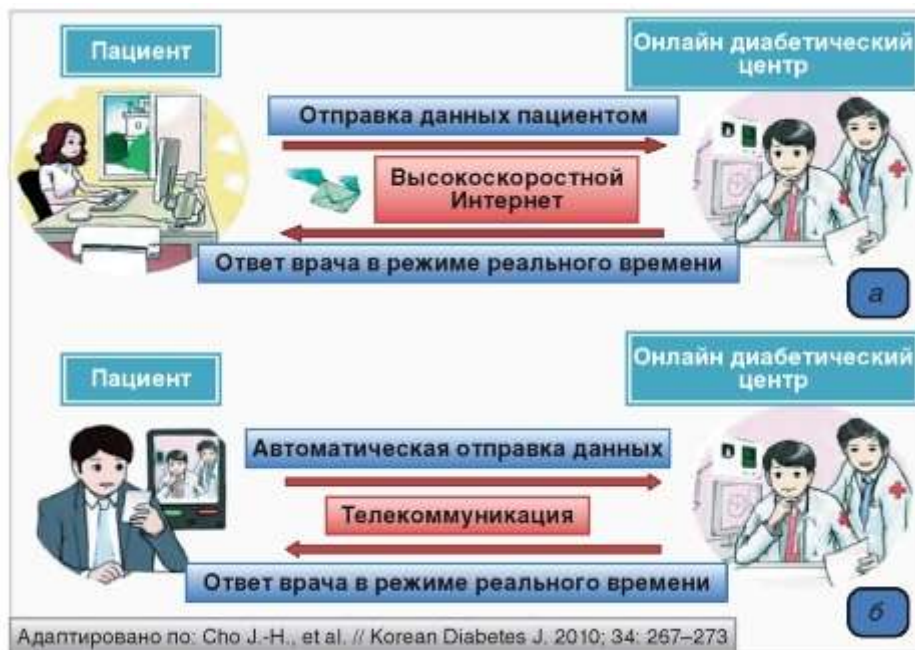 Пациент
Онлайн диабетический
центр
Отправка данных пациентом
Высокоскоростной
Интернет
Ответ врача в режиме реального времени
а
Пациент
Онлайн диабетический
центр
Автоматическая отправка данных
Телекоммуникация
Ответ врача в режиме реального времени
б
Адаптировано по: Cho J.-H., et al. // Korean Diabetes J. 2010; 34: 267–273